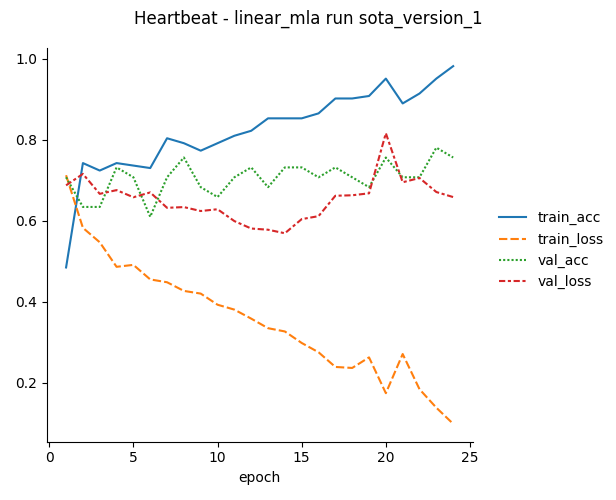 Heartbeat - linear_mla run sota_version_1
1.0
0.8
0.6
0.4
0.2
0 5 10 15 20 25
epoch
train_acc
train_loss
val_acc
val_loss